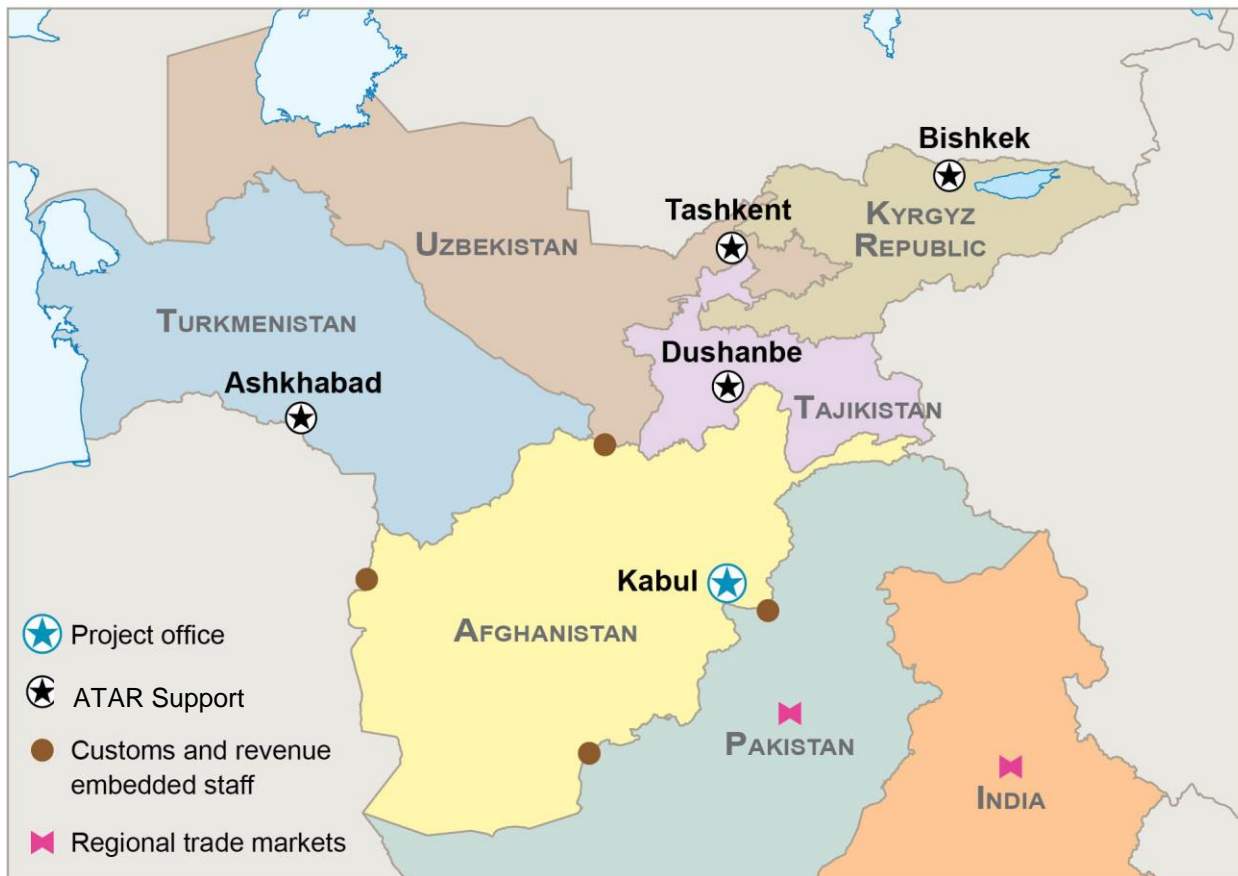 Bishkek
Tashkent
KYRGYZ
REPUBLIC
UZBEKISTAN
TURKMENISTAN
Dushanbe
Ashkhabad
TAJIKISTAN
Kabul
AFGHANISTAN
Project office
ATAR Support
PAKISTAN
Customs and revenue
embedded staff
INDIA
Regional trade markets